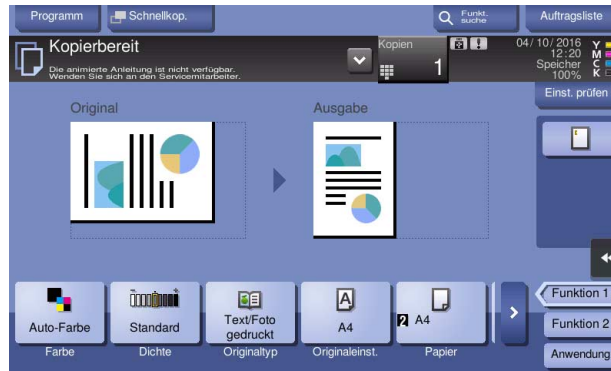 Programm
Schnellkop.
Funkt.
suche
Auftragsliste
Kopierbereit
Die animierte Anleitung ist nicht verfügbar.
Wenden Sie sich an den Servicemitarbeiter.
Kopien
1
04/10/2016
12:20
Speicher
100%
Y
M
C
K
Einst. prüfen
Original
Ausgabe
Auto-Farbe
Standard
Text/Foto
gedruckt
A
A4
2 A4
Farbe
Dichte
Originaltyp
Originaleinst.
Papier
Funktion 1
Funktion 2
Anwendung